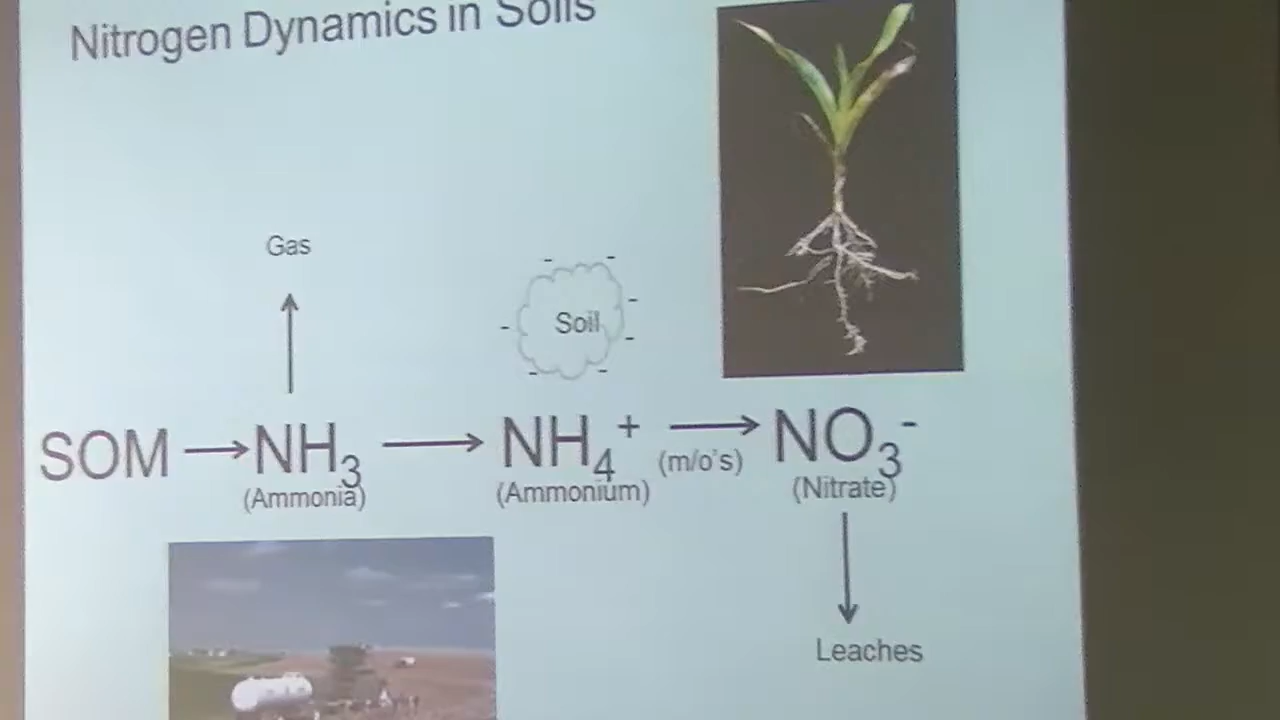 Nitrogen Dynamics in Soils
Gas
Soil
SOM → NH₃ → NH₄⁺ → NO₃⁻
(m/o's)
(Ammonia) (Ammonium) (Nitrate)
Leaches